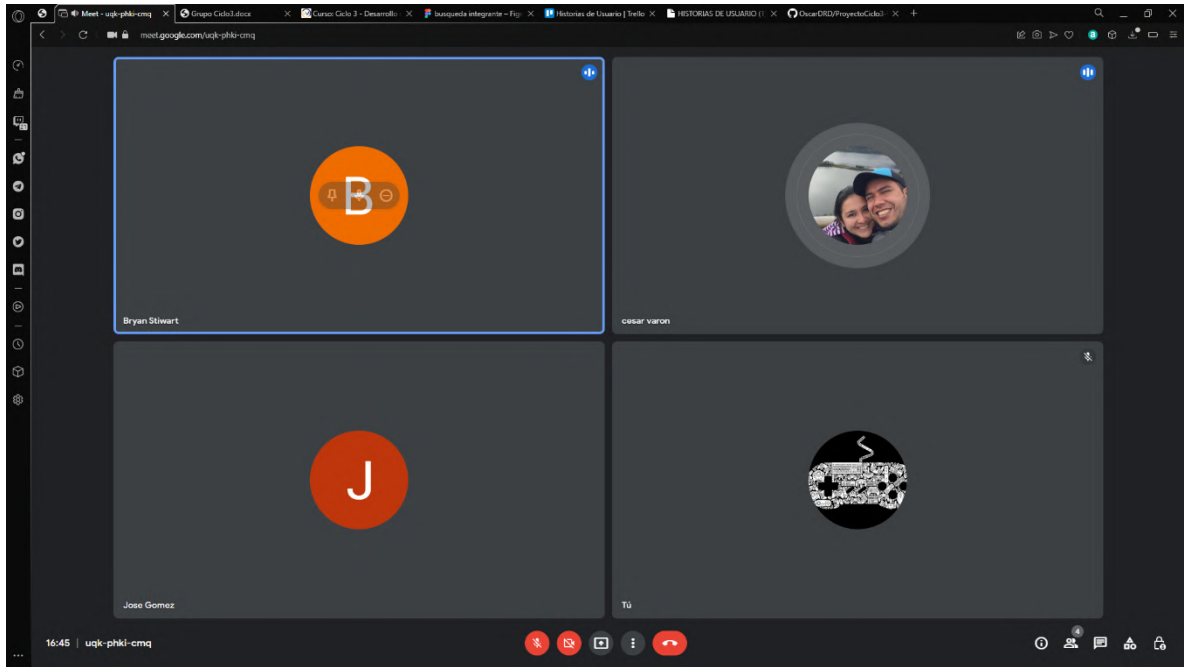 Meet - uqk-phki-cmq
Grupo Ciclo3.docx
Curso: Ciclo 3 - Desarrollo
busqueda integrante – Fig
Historias de Usuario | Trello
HISTORIAS DE USUARIO (1
OscarDRD/ProyectoCiclo3
meet.google.com/uqk-phki-cmq
B
Bryan Stiwart
cesar varon
J
Jose Gomez
Tú
16:45 | uqk-phki-cmq
4